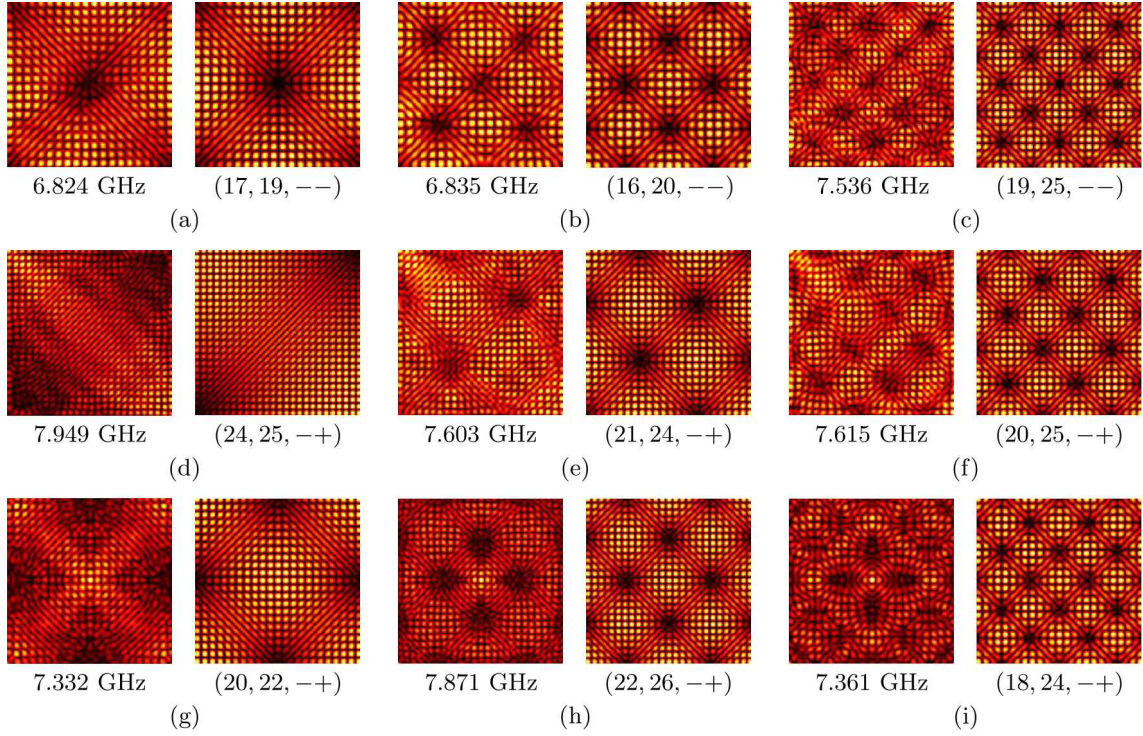 6.824 GHz (17, 19, −−) 6.835 GHz (16, 20, −−) 7.536 GHz (19, 25, −−)
(a) (b) (c)
7.949 GHz (24, 25, −+) 7.603 GHz (21, 24, −+) 7.615 GHz (20, 25, −+)
(d) (e) (f)
7.332 GHz (20, 22, −+) 7.871 GHz (22, 26, −+) 7.361 GHz (18, 24, −+)
(g) (h) (i)